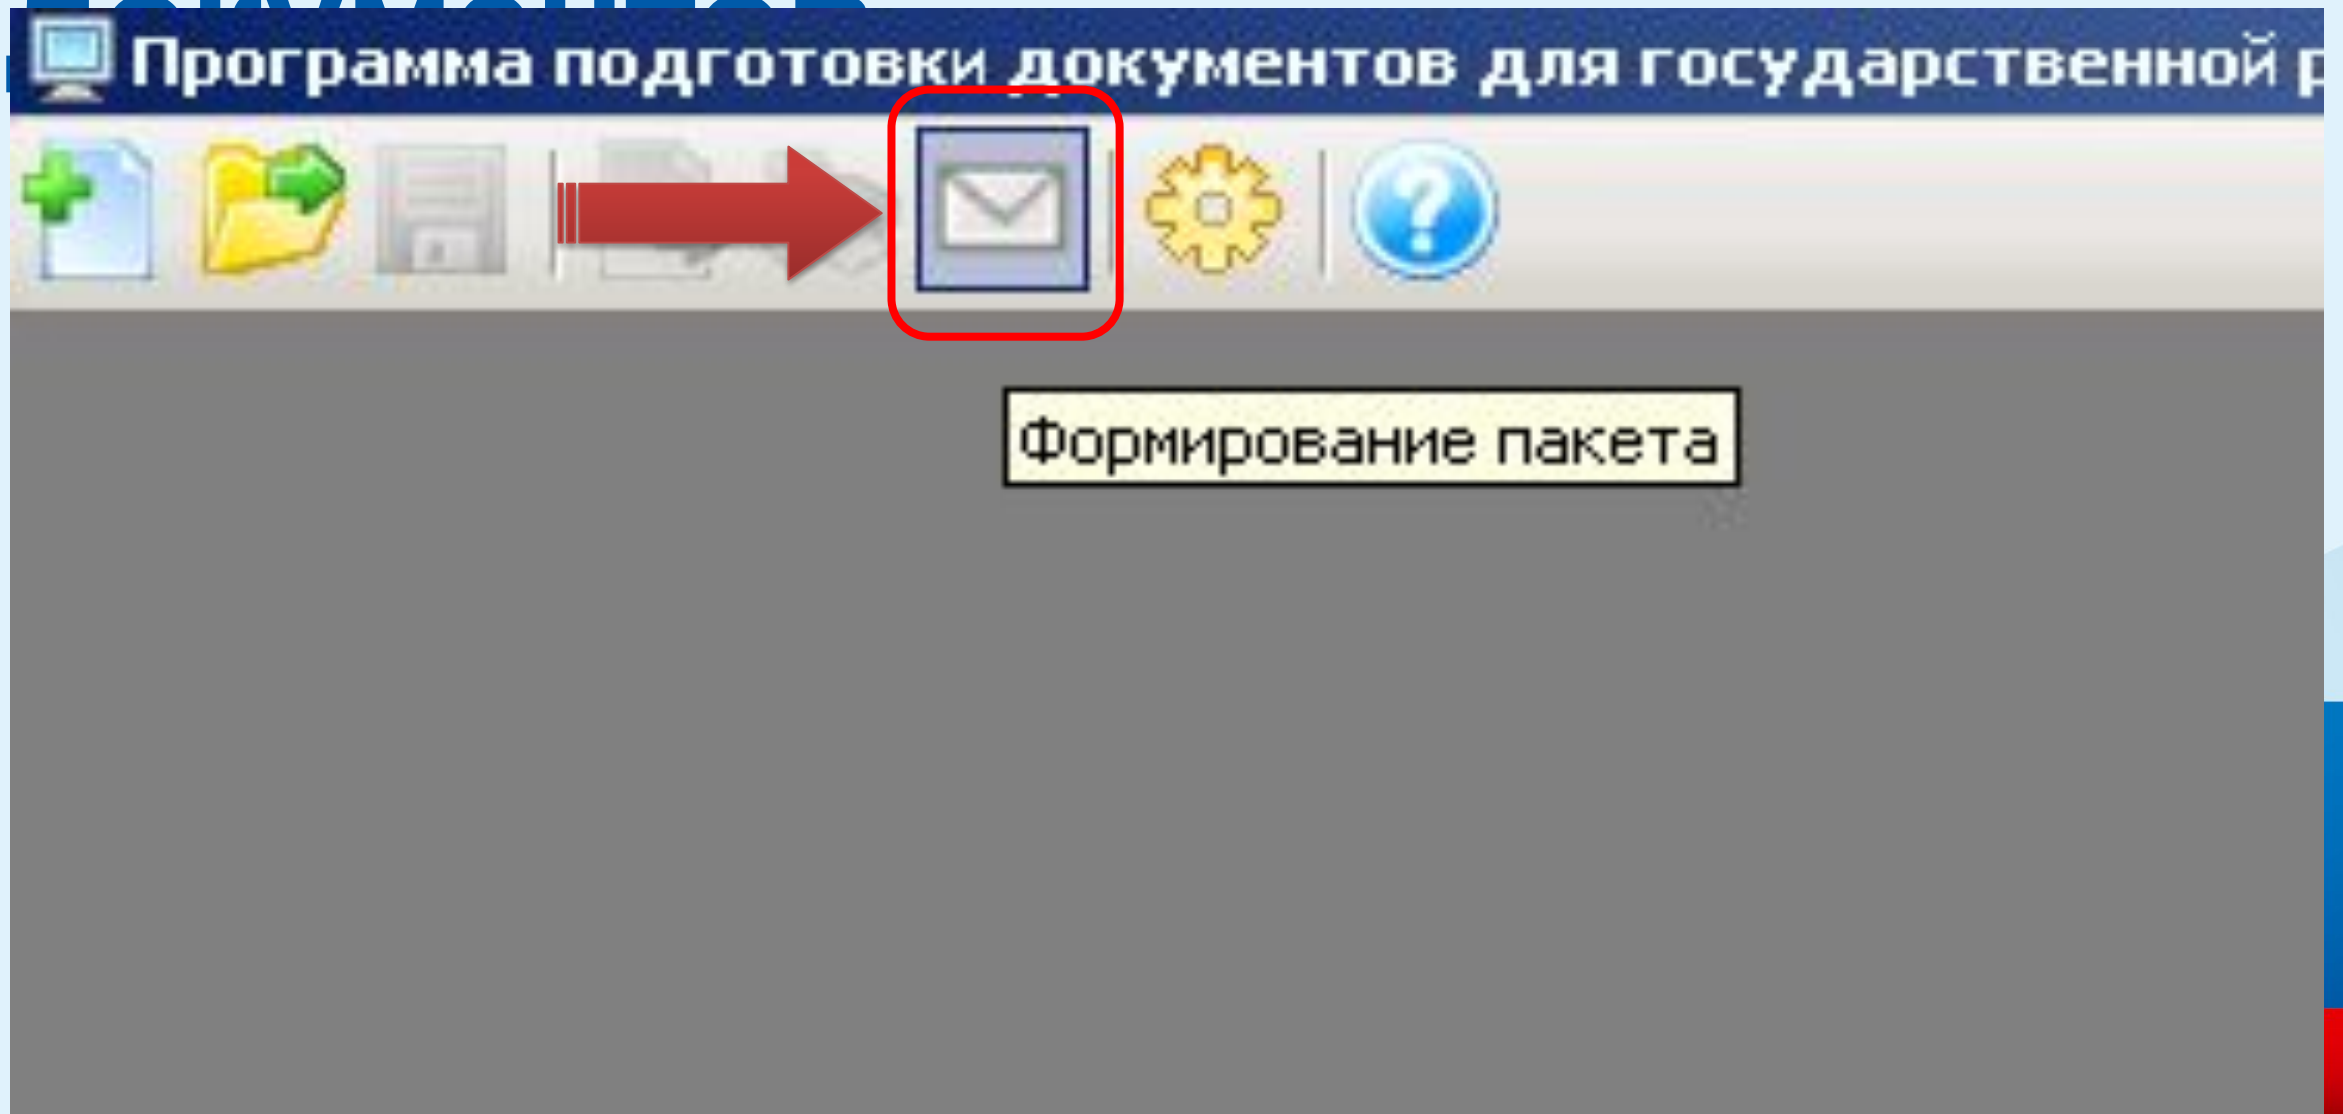 Программа подготовки документов для государственной р
Формирование пакета